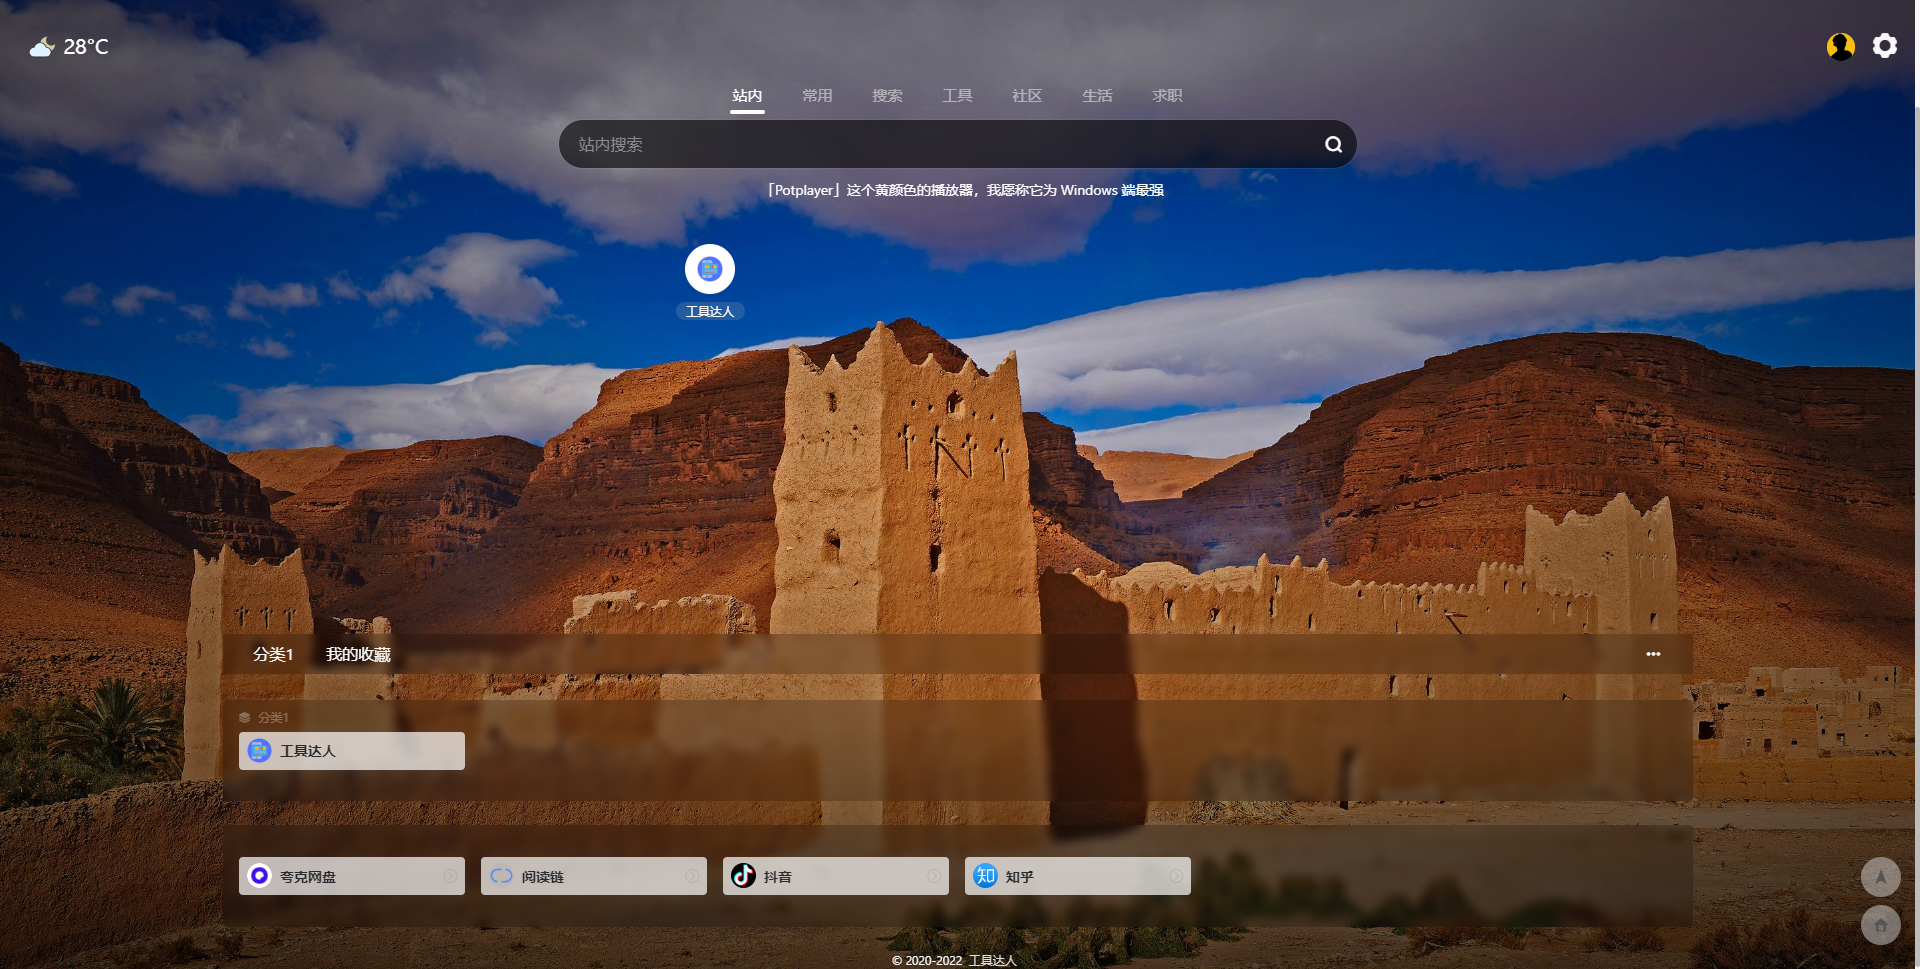 28°C
站内 常用 搜索 工具 社区 生活 求职
站内搜索
「Potplayer」这个黄颜色的播放器，我愿称它为 Windows 端最强
工具达人
分类1 我的收藏
分类1
工具达人
夸克网盘 阅读链 抖音 知乎
© 2020-2022 工具达人